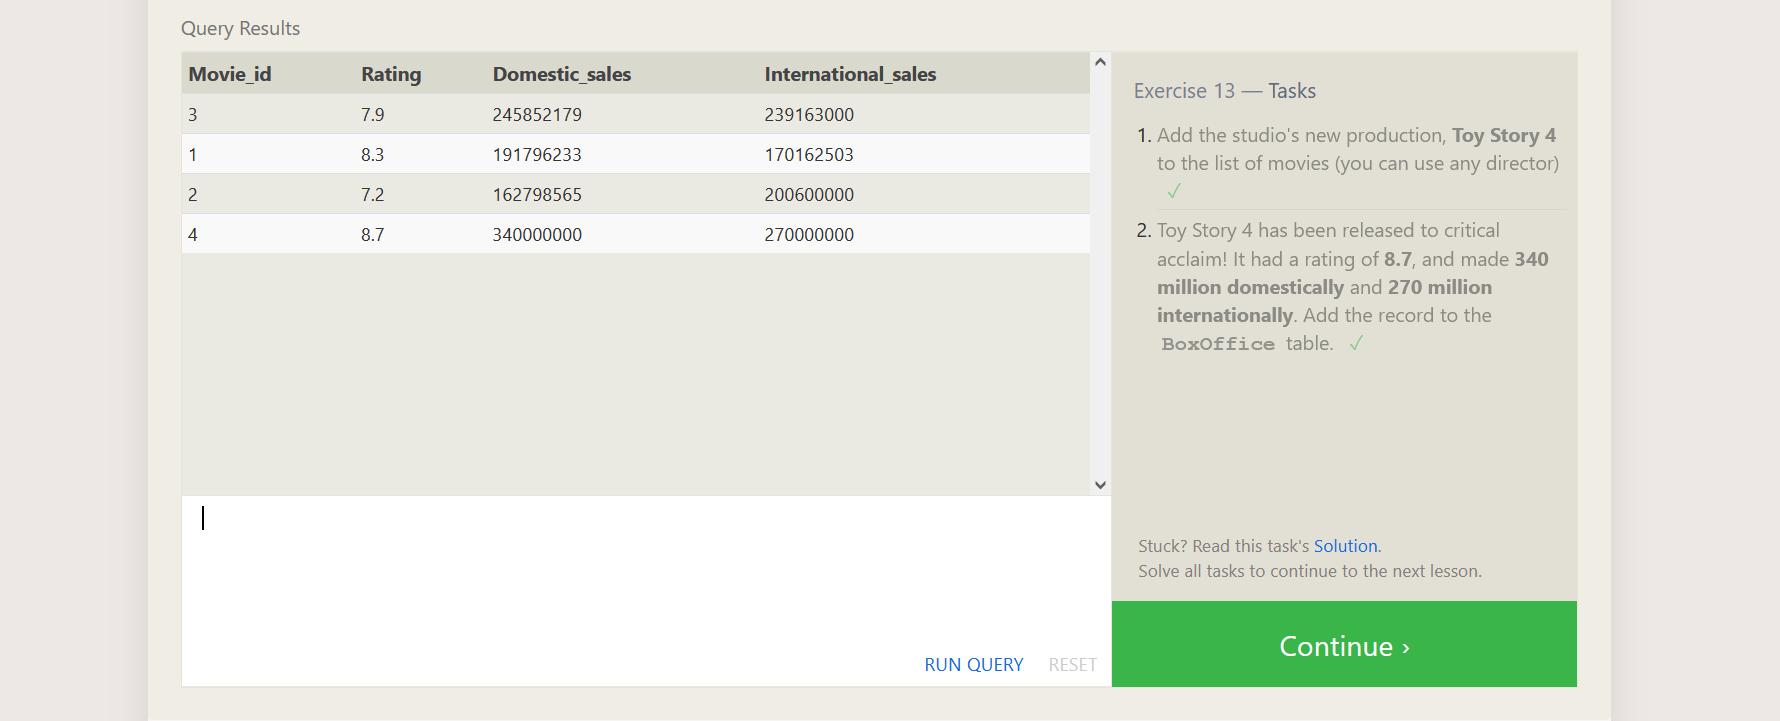 Query Results
Movie_id Rating Domestic_sales International_sales
3 7.9 245852179 239163000
1 8.3 191796233 170162503
2 7.2 162798565 200600000
4 8.7 340000000 270000000
RUN QUERY RESET
Exercise 13 — Tasks
1. Add the studio's new production, Toy Story 4
to the list of movies (you can use any director)
✓
2. Toy Story 4 has been released to critical
acclaim! It had a rating of 8.7, and made 340
million domestically and 270 million
internationally. Add the record to the
BoxOffice table. ✓
Stuck? Read this task's Solution.
Solve all tasks to continue to the next lesson.
Continue ›